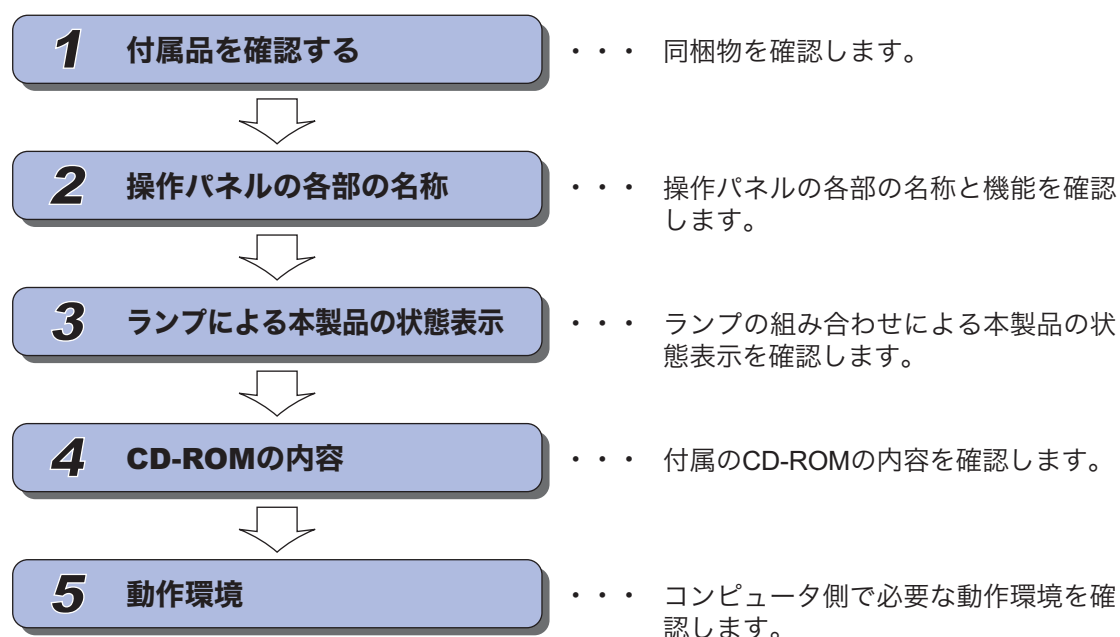 1 付属品を確認する ・・・ 同梱物を確認します。
2 操作パネルの各部の名称 ・・・ 操作パネルの各部の名称と機能を確認
します。
3 ランプによる本製品の状態表示 ・・・ ランプの組み合わせによる本製品の状
態表示を確認します。
4 CD-ROMの内容 ・・・ 付属のCD-ROMの内容を確認します。
5 動作環境 ・・・ コンピュータ側で必要な動作環境を確
認します。